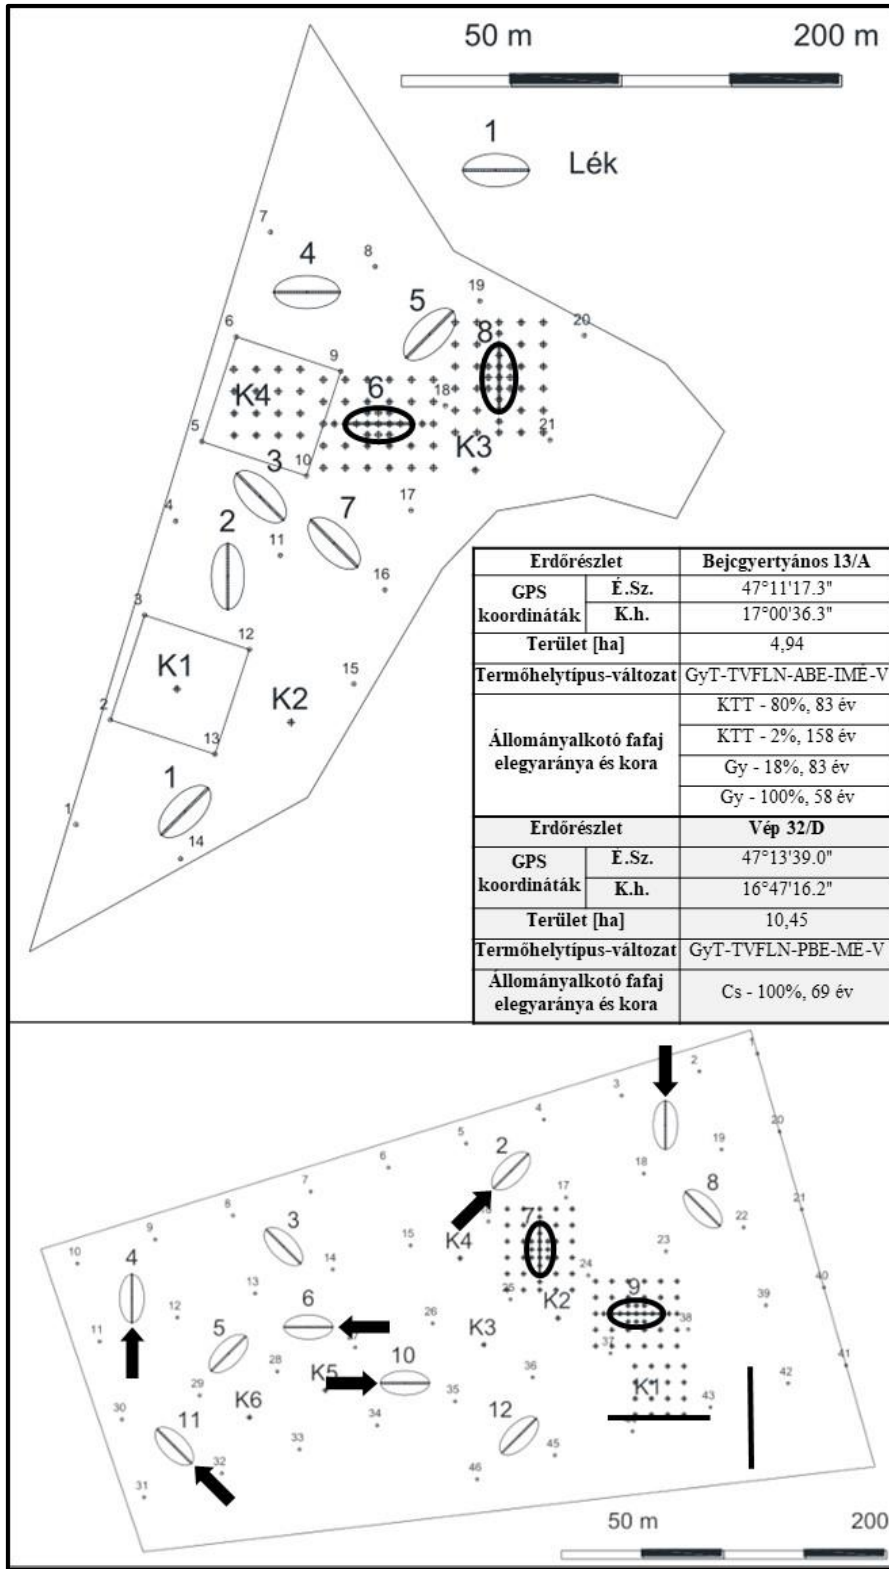 50 m 200 m
1 Lék
7
4 8
5 19
8 20
6
9
6
K4 18
21
5 K3
3 10
4 7 17
2 11
16
3
12
K1 15
2 K2
13
1
1
14
Erdőrészlet Bejcgyertyános 13/A
GPS koordináták É.Sz. 47°11'17.3"
K.h. 17°00'36.3"
Terület [ha] 4,94
Termőhelytípus-változat GyT-TVFLN-ABE-IMÉ-V
Állományalkotó fafaj elegyaránya és kora KTT - 80%, 83 év
KTT - 2%, 158 év
Gy - 18%, 83 év
Gy - 100%, 58 év
Erdőrészlet Vép 32/D
GPS koordináták É.Sz. 47°13'39.0"
K.h. 16°47'16.2"
Terület [ha] 10,45
Termőhelytípus-változat GyT-TVFLN-PBE-MÉ-V
Állományalkotó fafaj elegyaránya és kora Cs - 100%, 69 év
1
2
3
4
5 20
6 2 19
7 18
17 8 21
8 7
9 3 15 K4 22
10 4 14 23
13 24 40
12 6 25 K2 9 39
11 26 38
5 K3 37 41
28 K5 10 36 K1 42
29 35 43
30 K6 34 12
11 33 45
32 46
31
50 m 200